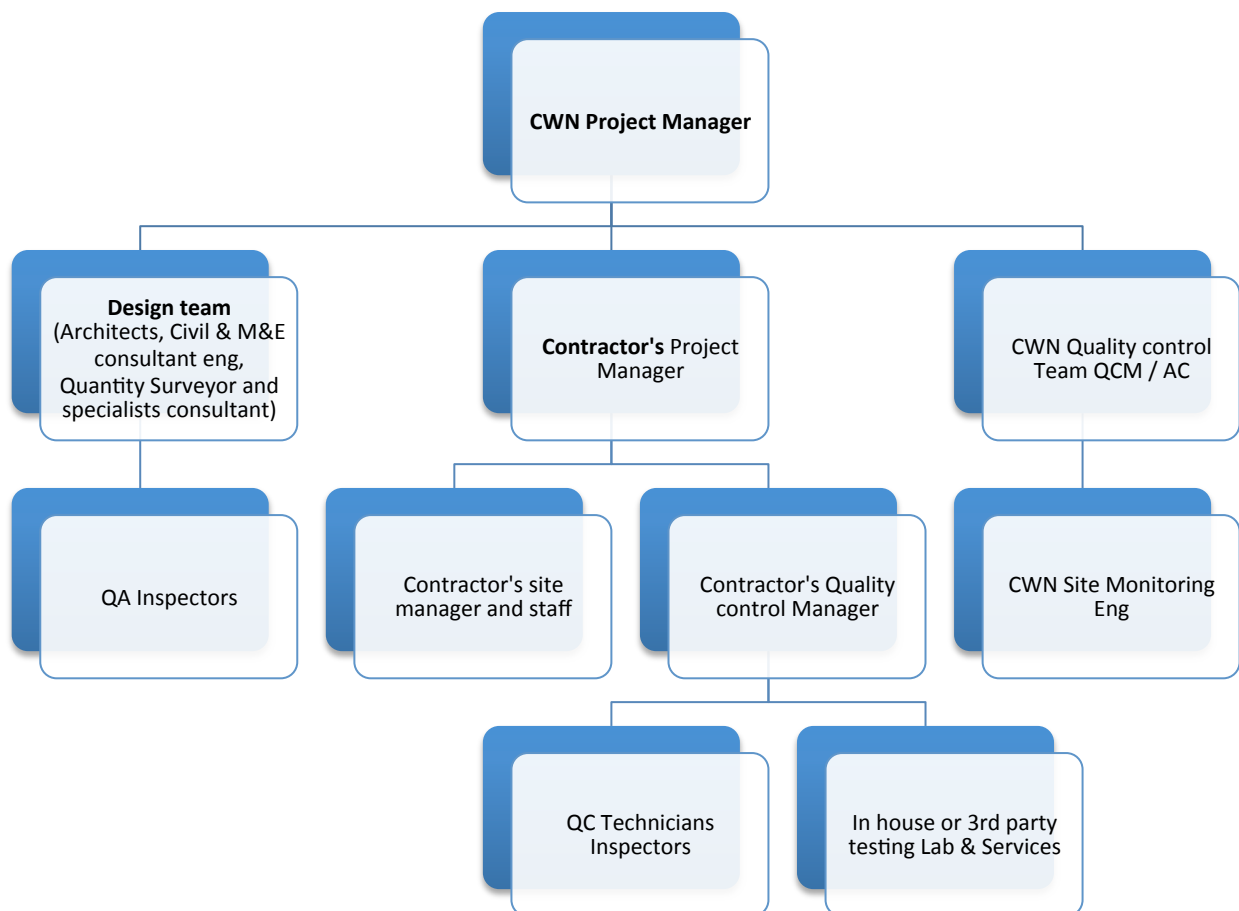 CWN Project Manager
Design team
(Architects, Civil & M&E
consultant eng,
Quantity Surveyor and
specialists consultant)
Contractor's Project
Manager
CWN Quality control
Team QCM / AC
QA Inspectors
Contractor's site
manager and staff
Contractor's Quality
control Manager
CWN Site Monitoring
Eng
QC Technicians
Inspectors
In house or 3rd party
testing Lab & Services